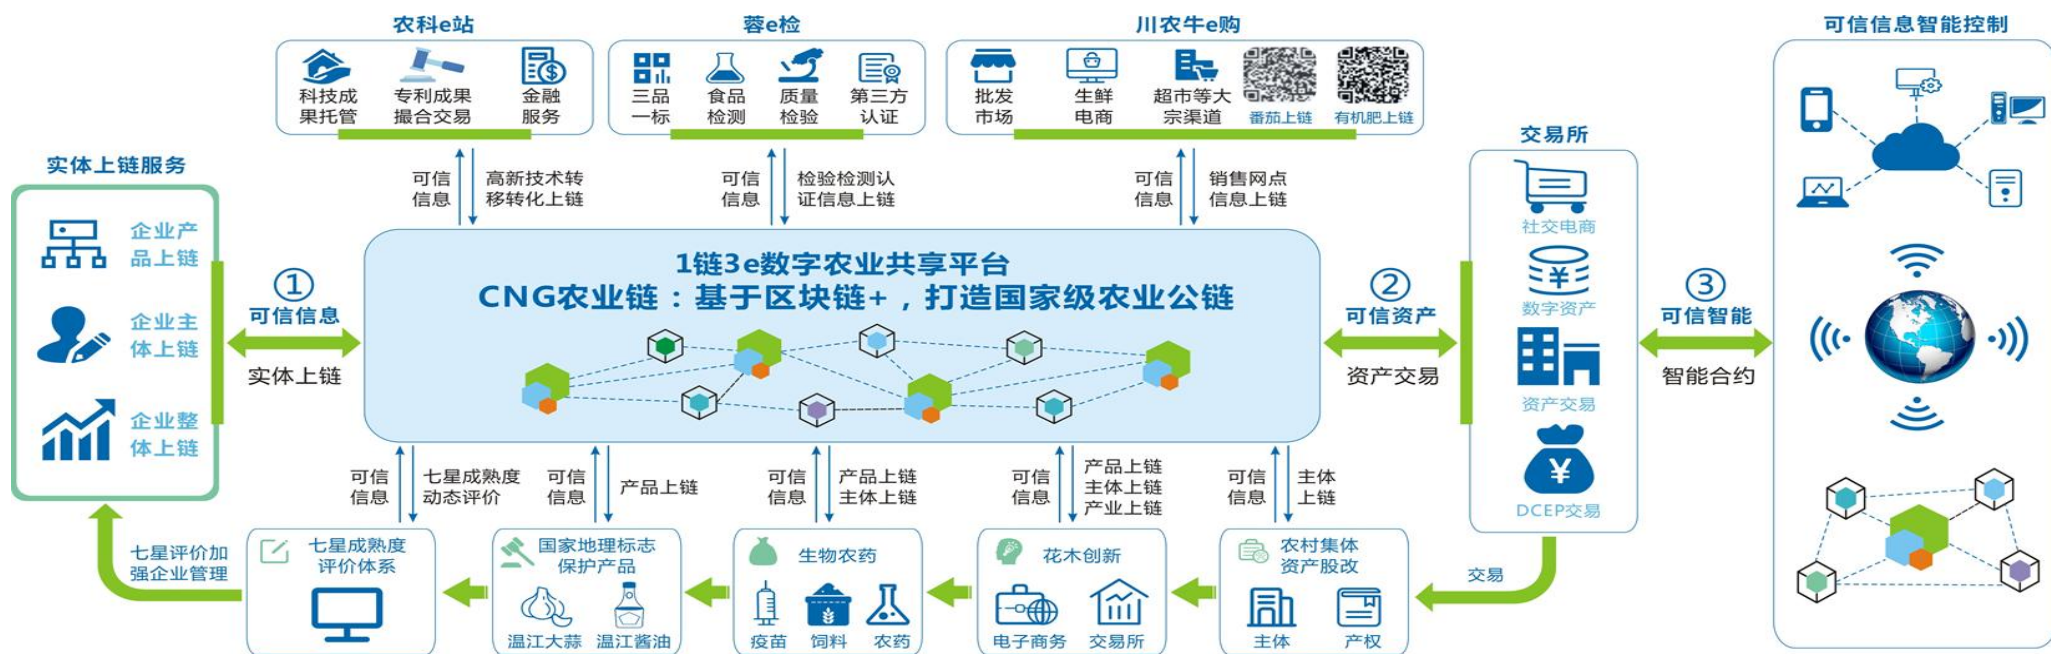 农科e站
科技成
果托管
专利成果
撮合交易
金融
服务
蓉e检
三品
一标
食品
检测
质量
检验
第三方
认证
川农牛e购
批发
市场
生鲜
电商
超市等大
宗渠道
番茄上链
有机肥上链
可信信息智能控制
实体上链服务
企业产
品上链
企业主
体上链
企业整
体上链
可信
信息
高新技术转
移转化上链
可信
信息
检验检测认
证信息上链
可信
信息
销售网点
信息上链
①
可信信息
实体上链
1链3e数字农业共享平台
CNG农业链：基于区块链+，打造国家级农业公链
②
可信资产
资产交易
交易所
社交电商
¥
数字资产
资产交易
¥
DCEP交易
③
可信智能
智能合约
可信
信息
七星成熟度
动态评价
可信
信息
产品上链
可信
信息
产品上链
主体上链
可信
信息
产品上链
主体上链
产业上链
可信
信息
主体
上链
七星评价加
强企业管理
七星成熟度
评价体系
国家地理标志
保护产品
温江大蒜
温江酱油
生物农药
疫苗
饲料
农药
花木创新
电子商务
交易所
农村集体
资产股改
主体
产权
交易